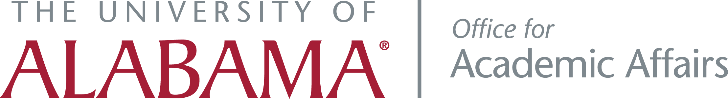 THE UNIVERSITY OF
ALABAMA®
Office for
Academic Affairs